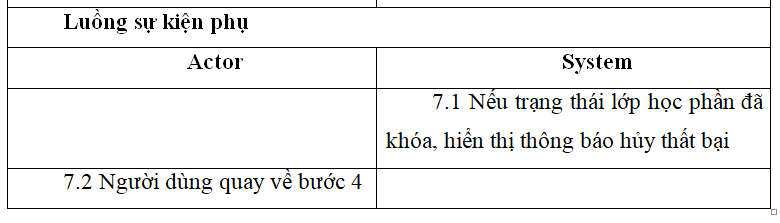 Luồng sự kiện phụ
Actor
System
7.1 Nếu trạng thái lớp học phần đã
khóa, hiển thị thông báo hủy thất bại
7.2 Người dùng quay về bước 4